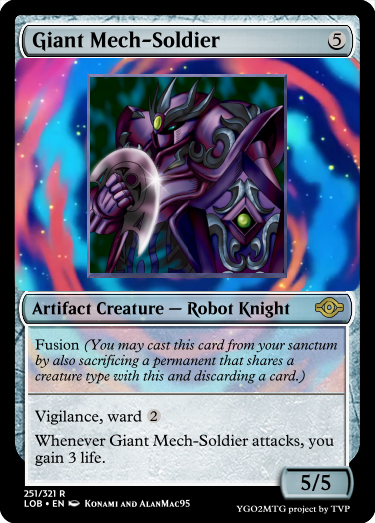 Giant Mech-Soldier 5
Artifact Creature — Robot Knight
Fusion (You may cast this card from your sanctum
by also sacrificing a permanent that shares a
creature type with this and discarding a card.)
Vigilance, ward 2
Whenever Giant Mech-Soldier attacks, you
gain 3 life.
5/5
251/321 R
LOB • EN Konami and AlanMac95
YGO2MTG project by TVP